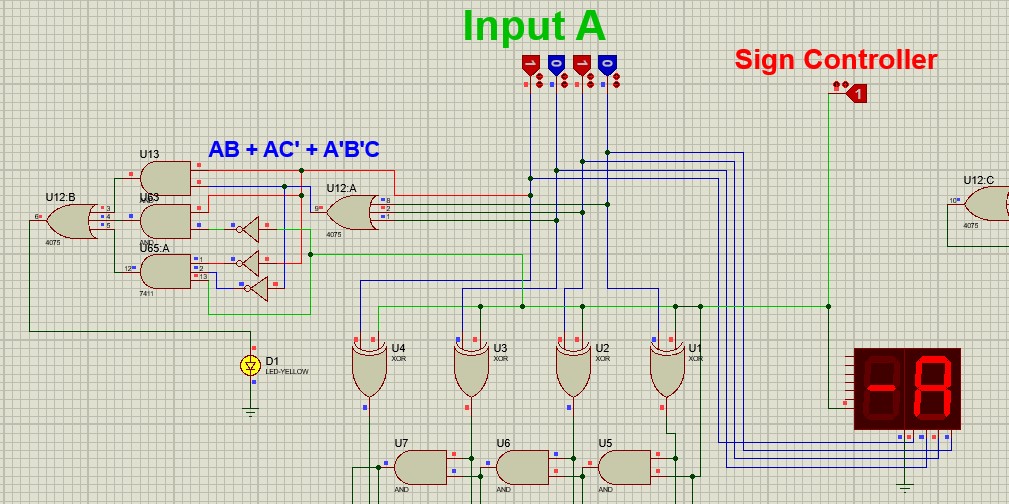 Input A
Sign Controller
1 0 1 0
1
AB + AC' + A'B'C
U13
AND
U12:B
3
4
5
6
4075
U63
AND
U12:A
8
2
1
9
4075
U12:C
10
4075
U65:A
1
2
13
12
7411
D1
LED-YELLOW
U4
XOR
U3
XOR
U2
XOR
U1
XOR
-A
U7
AND
U6
AND
U5
AND